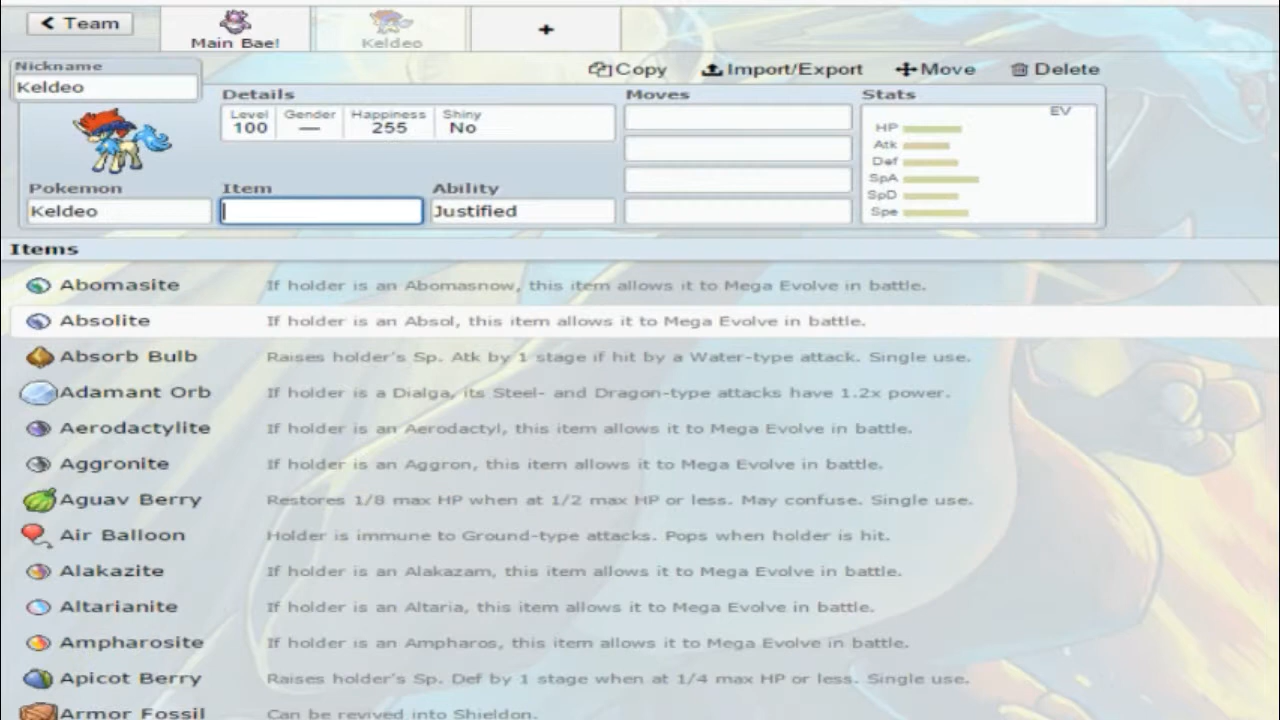 Team
Main Bae!
Keldeo
+
Nickname
Keldeo
Copy Import/Export Move Delete
Details
Level Gender Happiness Shiny
100 — 255 No
Moves
Stats
EV
HP
Atk
Def
SpA
SpD
Spe
Pokemon Item Ability
Keldeo Justified
Items
Abomasite If holder is an Abomasnow, this item allows it to Mega Evolve in battle.
Absolite If holder is an Absol, this item allows it to Mega Evolve in battle.
Absorb Bulb Raises holder's Sp. Atk by 1 stage if hit by a Water-type attack. Single use.
Adamant Orb If holder is a Dialga, its Steel- and Dragon-type attacks have 1.2x power.
Aerodactylite If holder is an Aerodactyl, this item allows it to Mega Evolve in battle.
Aggronite If holder is an Aggron, this item allows it to Mega Evolve in battle.
Aguav Berry Restores 1/8 max HP when at 1/2 max HP or less. May confuse. Single use.
Air Balloon Holder is immune to Ground-type attacks. Pops when holder is hit.
Alakazite If holder is an Alakazam, this item allows it to Mega Evolve in battle.
Altarianite If holder is an Altaria, this item allows it to Mega Evolve in battle.
Ampharosite If holder is an Ampharos, this item allows it to Mega Evolve in battle.
Apicot Berry Raises holder's Sp. Def by 1 stage when at 1/4 max HP or less. Single use.
Armor Fossil Can be revived into Shieldon.